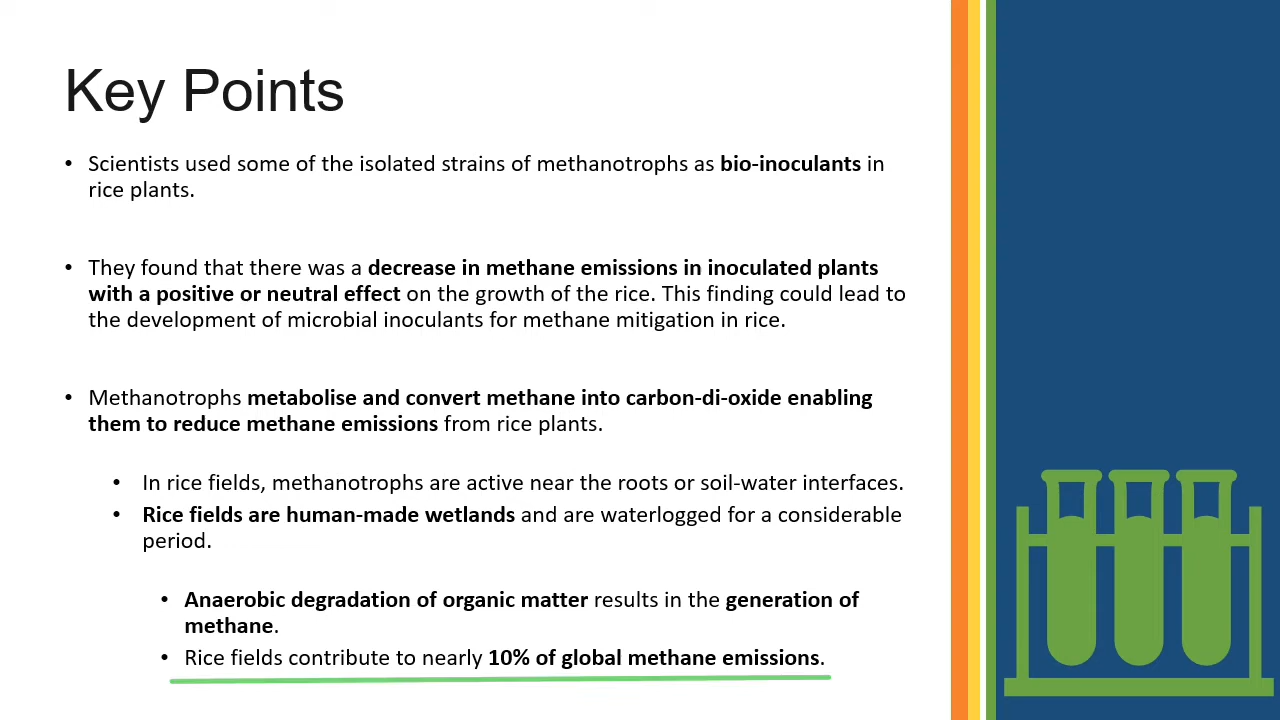 Key Points
• Scientists used some of the isolated strains of methanotrophs as bio-inoculants in
rice plants.
• They found that there was a decrease in methane emissions in inoculated plants
with a positive or neutral effect on the growth of the rice. This finding could lead to
the development of microbial inoculants for methane mitigation in rice.
• Methanotrophs metabolise and convert methane into carbon-di-oxide enabling
them to reduce methane emissions from rice plants.
• In rice fields, methanotrophs are active near the roots or soil-water interfaces.
• Rice fields are human-made wetlands and are waterlogged for a considerable
period.
• Anaerobic degradation of organic matter results in the generation of
methane.
• Rice fields contribute to nearly 10% of global methane emissions.